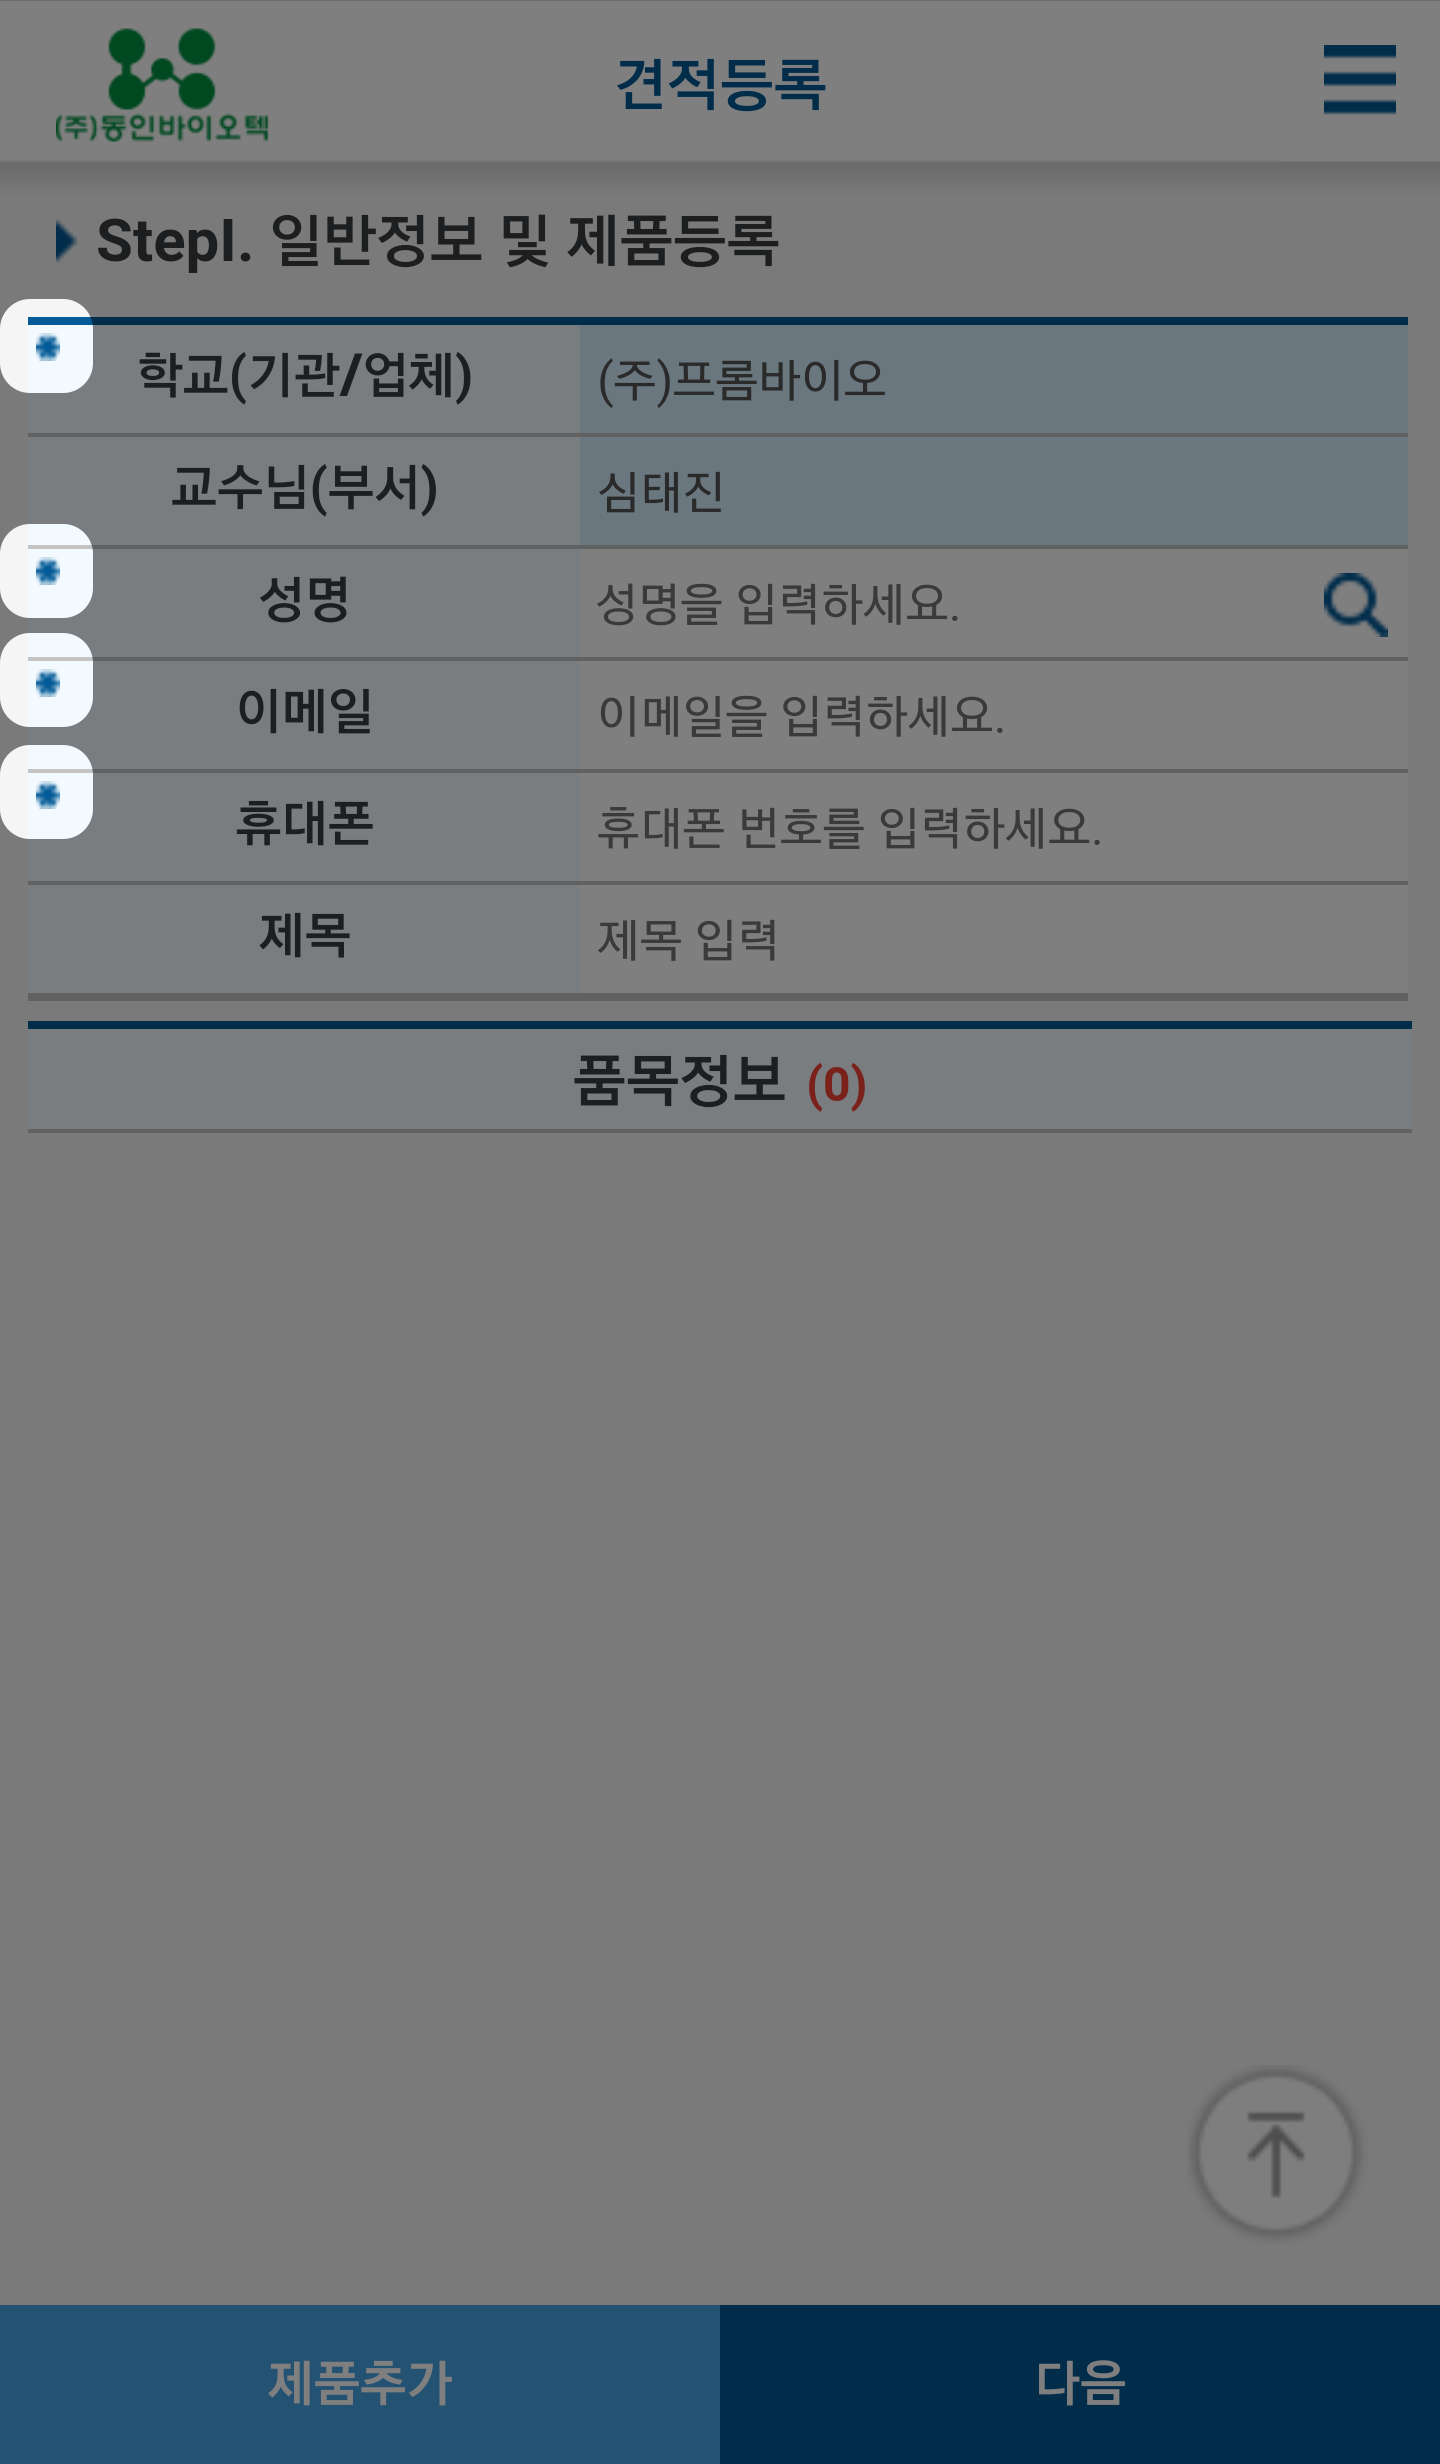 (주)동인바이오텍
견적등록
StepI. 일반정보 및 제품등록
* 학교(기관/업체) (주)프롬바이오
교수님(부서) 심태진
* 성명 성명을 입력하세요.
* 이메일 이메일을 입력하세요.
* 휴대폰 휴대폰 번호를 입력하세요.
제목 제목 입력
품목정보 (0)
제품추가 다음